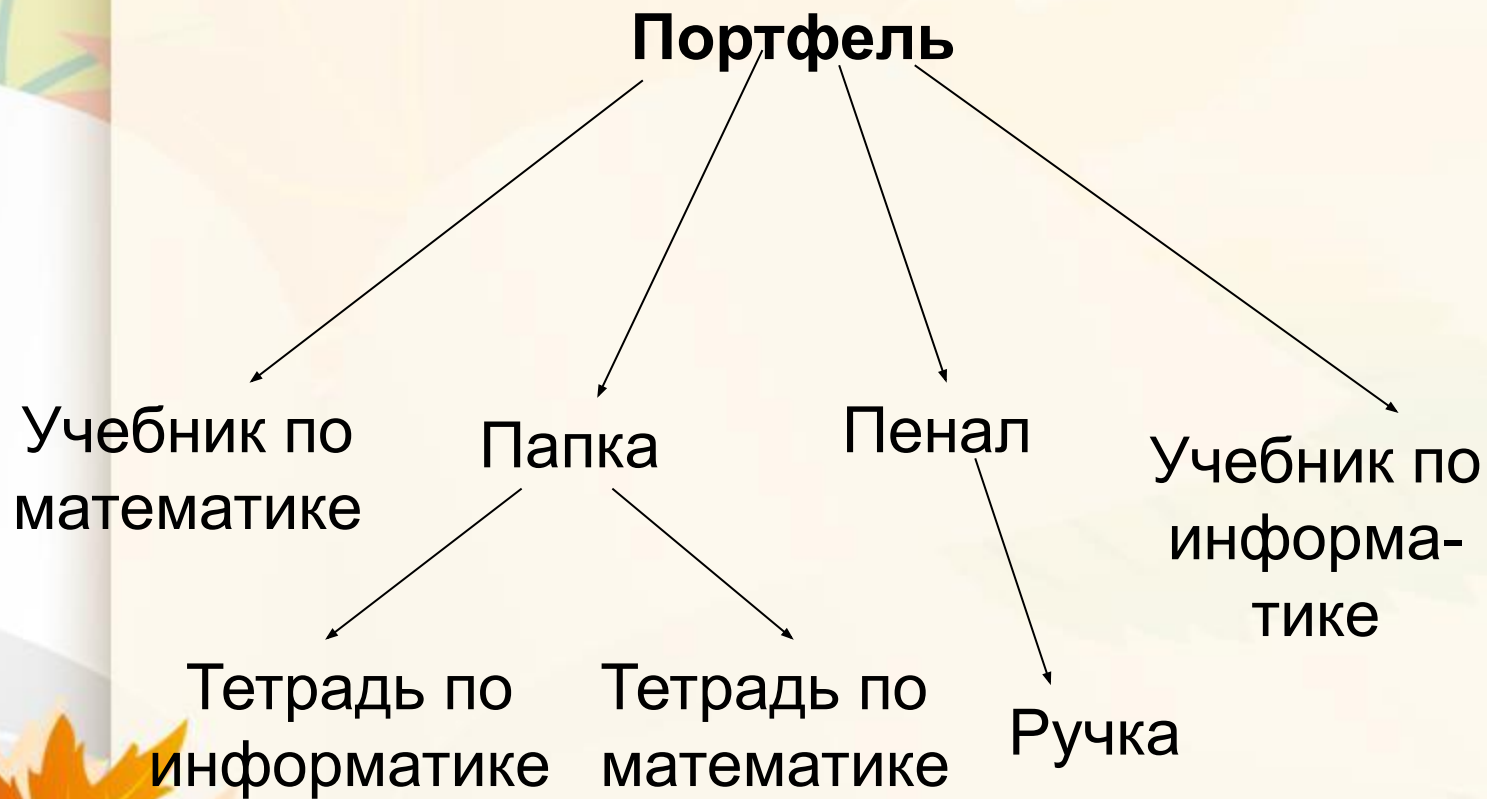 Портфель
Учебник по
математике
Папка
Пенал
Учебник по
информа-
тике
Тетрадь по
информатике
Тетрадь по
математике
Ручка